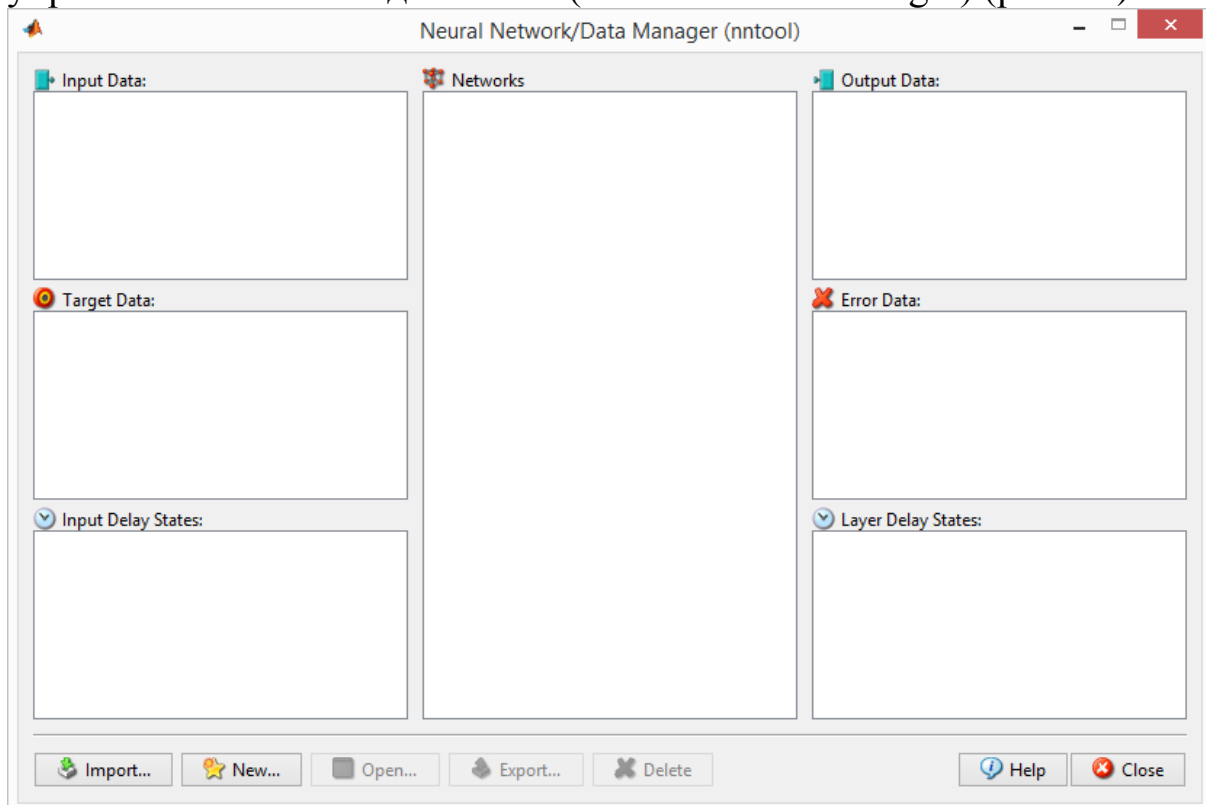 Neural Network/Data Manager (nntool)
Input Data:
Networks
Output Data:
Target Data:
Error Data:
Input Delay States:
Layer Delay States:
Import...
New...
Open...
Export...
Delete
Help
Close